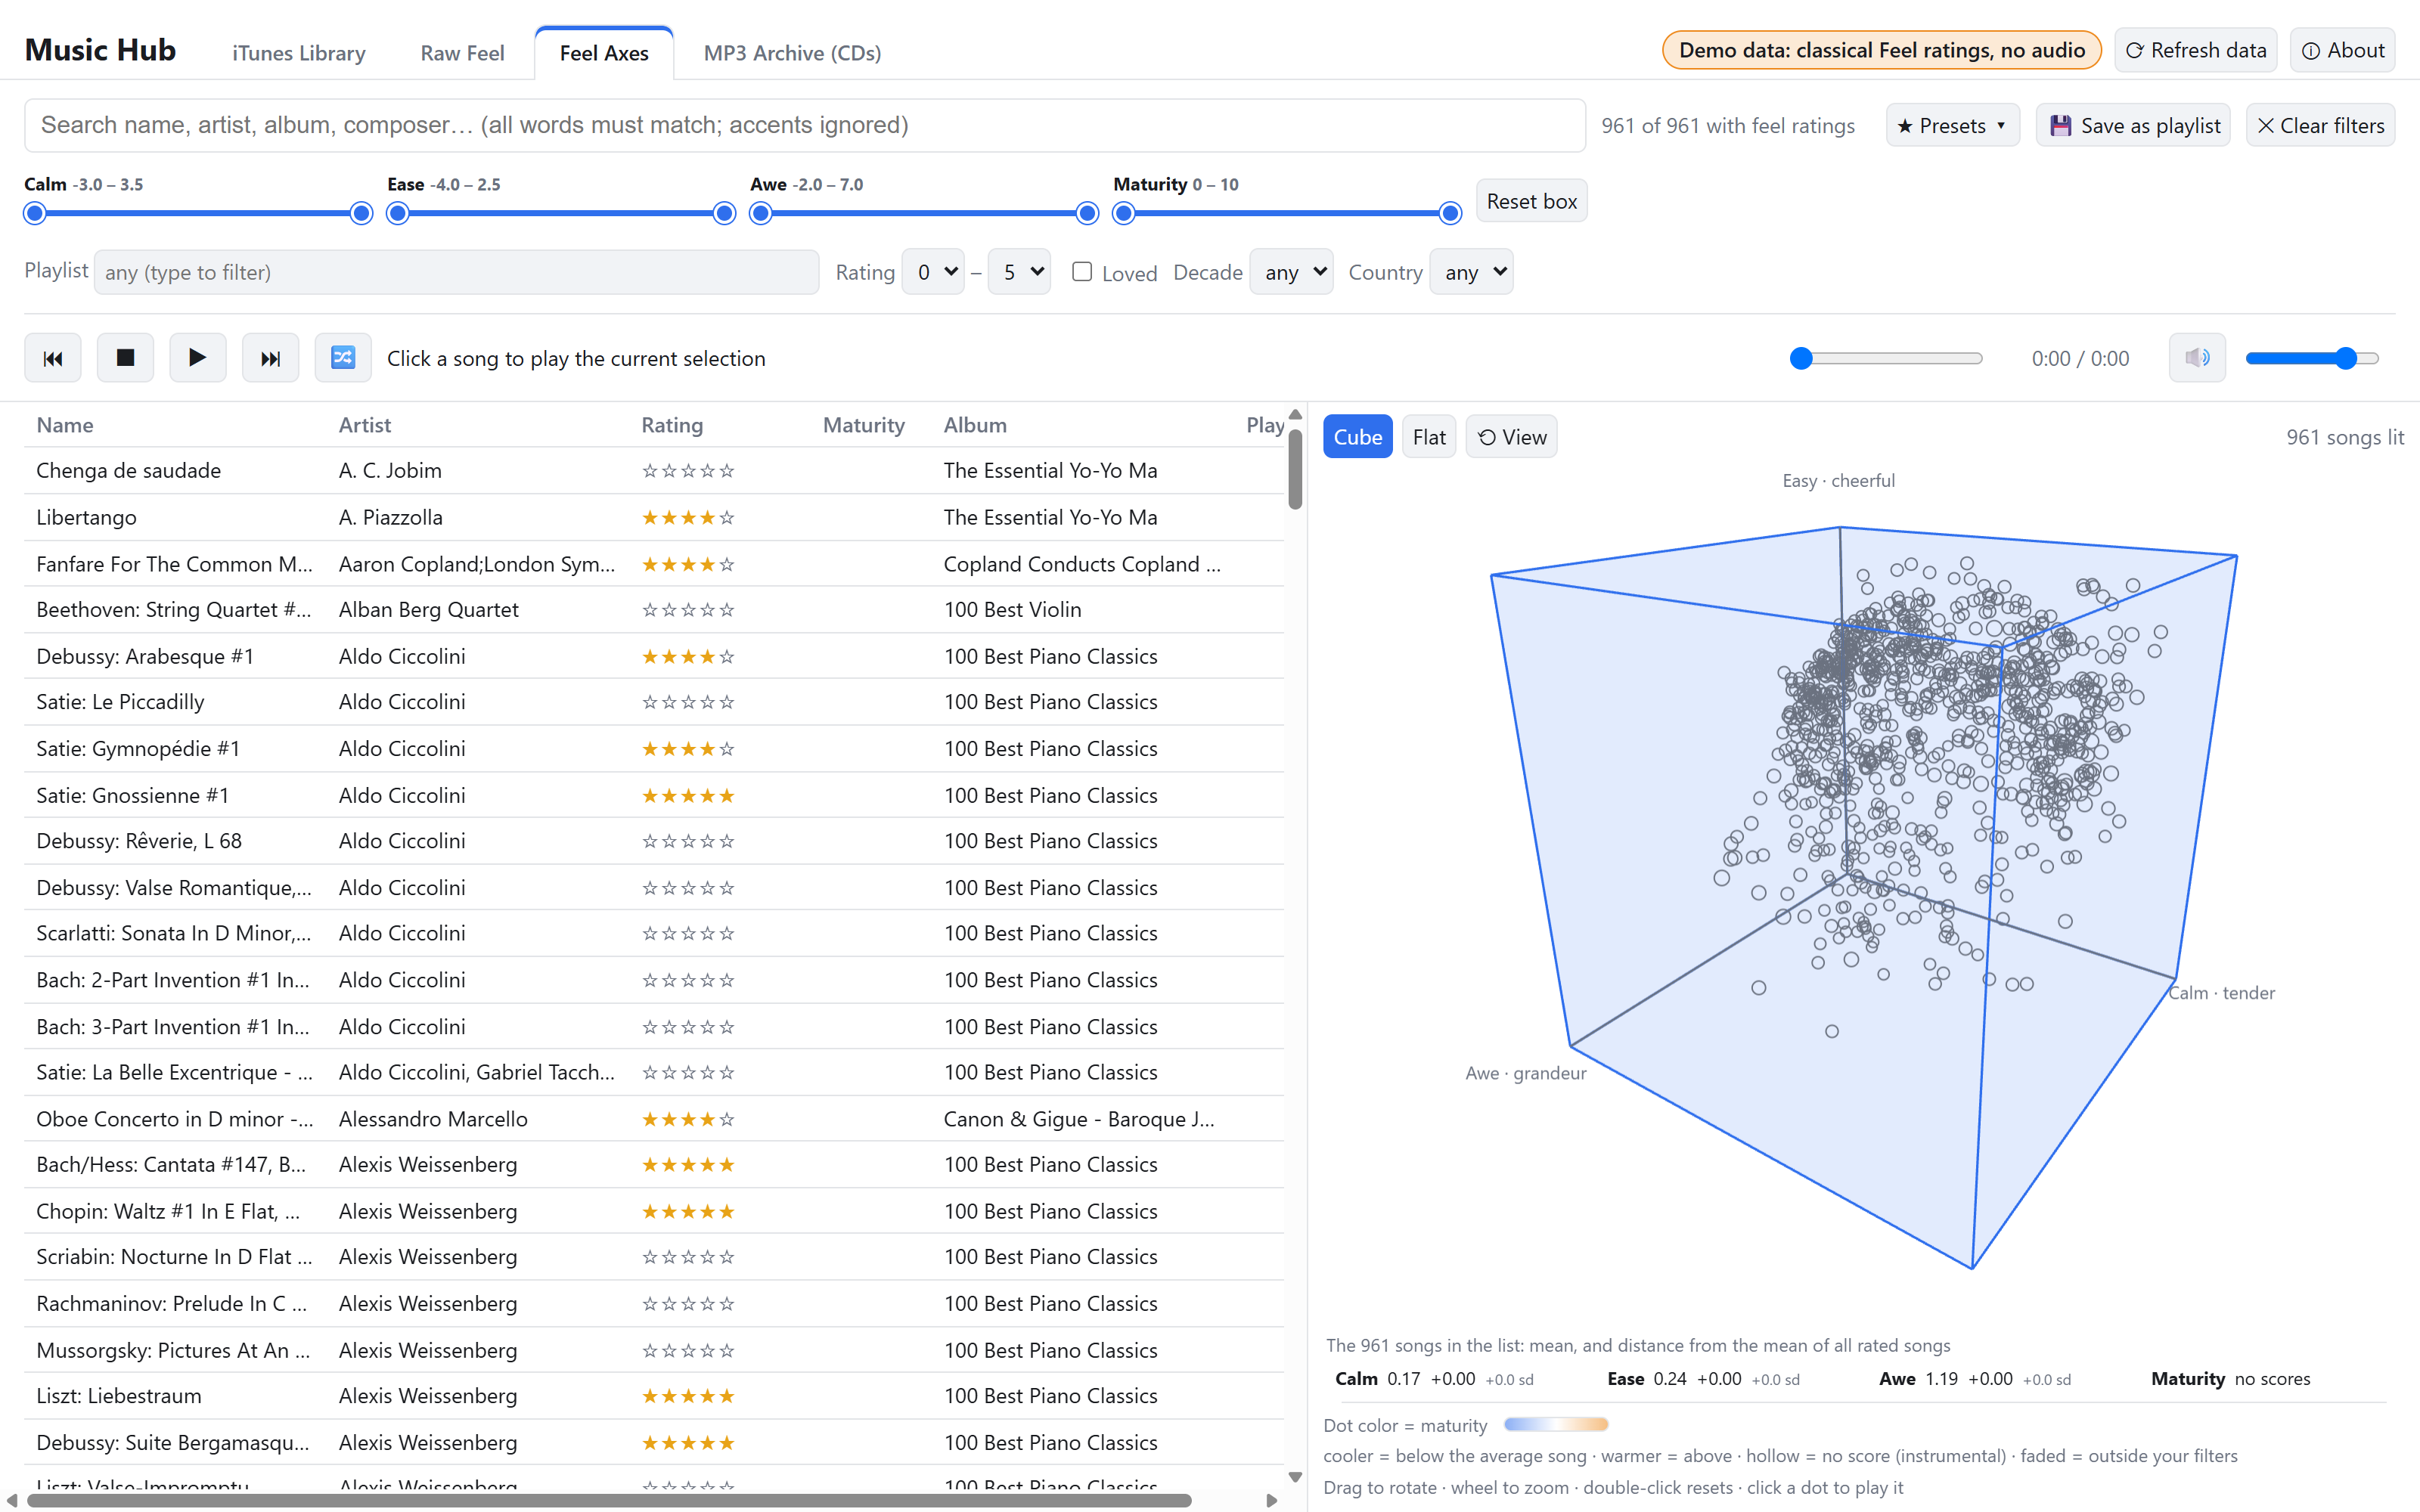 Music Hub
iTunes Library
Raw Feel
Feel Axes
MP3 Archive (CDs)
Demo data: classical Feel ratings, no audio
Refresh data
About
Search name, artist, album, composer… (all words must match; accents ignored)
961 of 961 with feel ratings
★ Presets ▼
Save as playlist
Clear filters
Calm -3.0 – 3.5
Ease -4.0 – 2.5
Awe -2.0 – 7.0
Maturity 0 – 10
Reset box
Playlist any (type to filter)
Rating 0 – 5
Loved
Decade any
Country any
Click a song to play the current selection
0:00 / 0:00
Name Artist Rating Maturity Album Play
Chenga de saudade A. C. Jobim ☆☆☆☆☆ The Essential Yo-Yo Ma
Libertango A. Piazzolla ★★★★☆ The Essential Yo-Yo Ma
Fanfare For The Common M... Aaron Copland;London Sym... ★★★★☆ Copland Conducts Copland ...
Beethoven: String Quartet #... Alban Berg Quartet ☆☆☆☆☆ 100 Best Violin
Debussy: Arabesque #1 Aldo Ciccolini ★★★★☆ 100 Best Piano Classics
Satie: Le Piccadilly Aldo Ciccolini ☆☆☆☆☆ 100 Best Piano Classics
Satie: Gymnopédie #1 Aldo Ciccolini ★★★★☆ 100 Best Piano Classics
Satie: Gnossienne #1 Aldo Ciccolini ★★★★★ 100 Best Piano Classics
Debussy: Rêverie, L 68 Aldo Ciccolini ☆☆☆☆☆ 100 Best Piano Classics
Debussy: Valse Romantique,... Aldo Ciccolini ☆☆☆☆☆ 100 Best Piano Classics
Scarlatti: Sonata In D Minor,... Aldo Ciccolini ☆☆☆☆☆ 100 Best Piano Classics
Bach: 2-Part Invention #1 In... Aldo Ciccolini ☆☆☆☆☆ 100 Best Piano Classics
Bach: 3-Part Invention #1 In... Aldo Ciccolini ☆☆☆☆☆ 100 Best Piano Classics
Satie: La Belle Excentrique - ... Aldo Ciccolini, Gabriel Tacch... ☆☆☆☆☆ 100 Best Piano Classics
Oboe Concerto in D minor -... Alessandro Marcello ★★★★☆ Canon & Gigue - Baroque J...
Bach/Hess: Cantata #147, B... Alexis Weissenberg ★★★★★ 100 Best Piano Classics
Chopin: Waltz #1 In E Flat, ... Alexis Weissenberg ★★★★★ 100 Best Piano Classics
Scriabin: Nocturne In D Flat ... Alexis Weissenberg ☆☆☆☆☆ 100 Best Piano Classics
Rachmaninov: Prelude In C ... Alexis Weissenberg ☆☆☆☆☆ 100 Best Piano Classics
Mussorgsky: Pictures At An ... Alexis Weissenberg ☆☆☆☆☆ 100 Best Piano Classics
Liszt: Liebestraum Alexis Weissenberg ★★★★★ 100 Best Piano Classics
Debussy: Suite Bergamasqu... Alexis Weissenberg ★★★★★ 100 Best Piano Classics
Liszt: Valse-Impromptu Alexis Weissenberg ☆☆☆☆☆ 100 Best Piano Classics
Cube
Flat
View
961 songs lit
Easy · cheerful
Calm · tender
Awe · grandeur
The 961 songs in the list: mean, and distance from the mean of all rated songs
Calm 0.17 +0.00 +0.0 sd
Ease 0.24 +0.00 +0.0 sd
Awe 1.19 +0.00 +0.0 sd
Maturity no scores
Dot color = maturity
cooler = below the average song · warmer = above · hollow = no score (instrumental) · faded = outside your filters
Drag to rotate · wheel to zoom · double-click resets · click a dot to play it